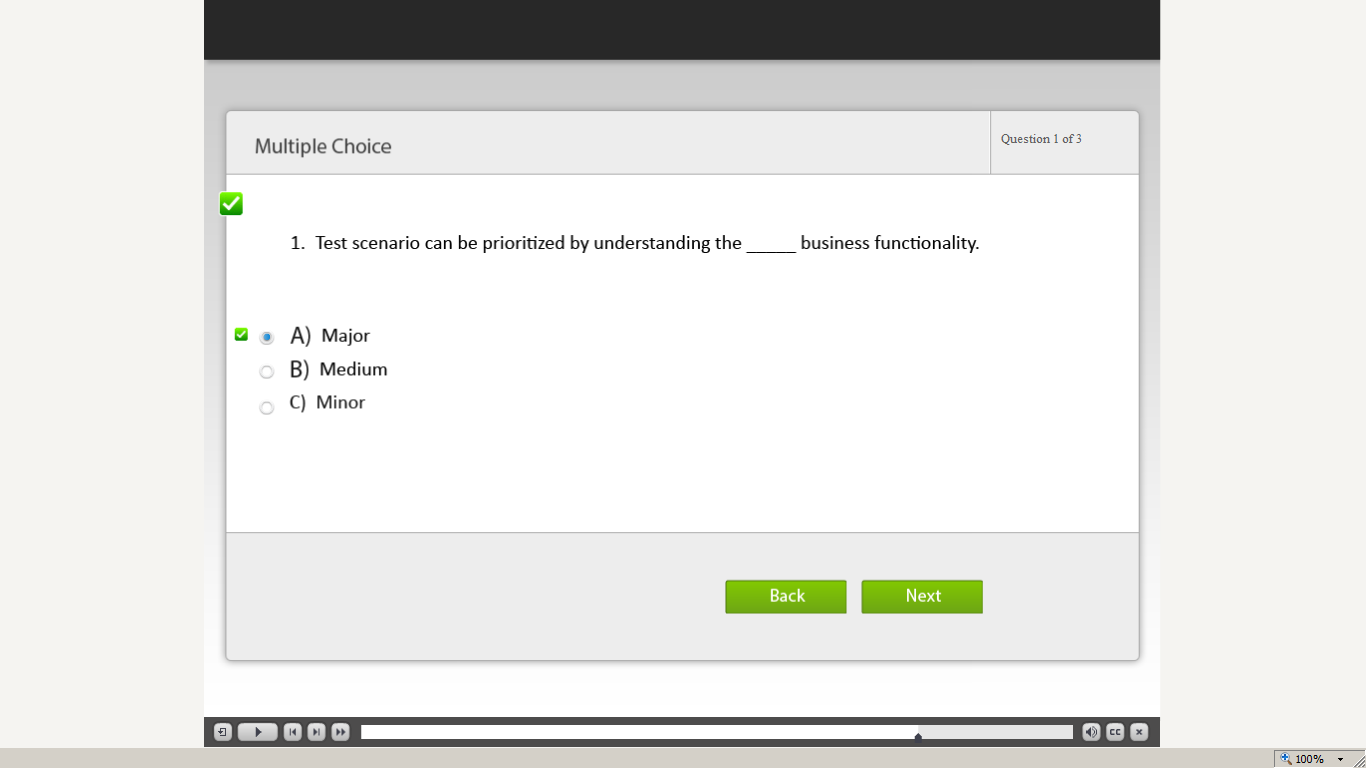 Multiple Choice
Question 1 of 3
1. Test scenario can be prioritized by understanding the _____ business functionality.
A) Major
B) Medium
C) Minor
Back
Next
CC
100%